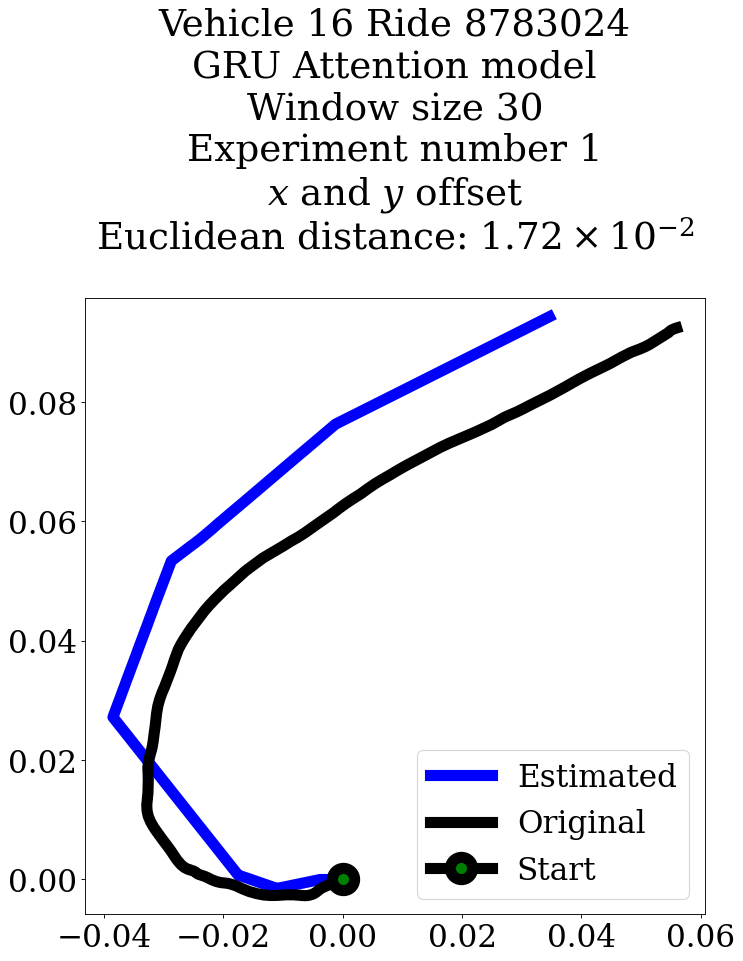 Vehicle 16 Ride 8783024
GRU Attention model
Window size 30
Experiment number 1
x and y offset
Euclidean distance: 1.72 × 10⁻²
0.08
0.06
0.04
0.02
0.00
Estimated
Original
Start
−0.04 −0.02 0.00 0.02 0.04 0.06